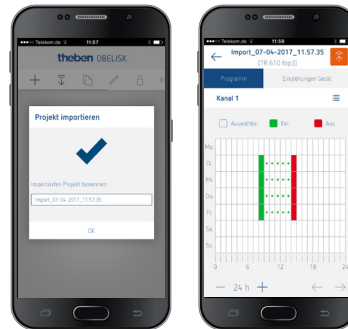 Telekom.de 11:57
theben OBELISK
Projekt importieren
Importiertes Projekt benennen:
Import_07-04-2017_11.57.35
OK
Telekom.de 11:58
Import_07-04-2017_11.57.35
[TR 610 top3]
Programm Einstellungen Gerät
Kanal 1
Auswählen Ein Aus
Mo.
Di.
Mi.
Do.
Fr.
Sa.
So.
0 6 12 18 24
24 h